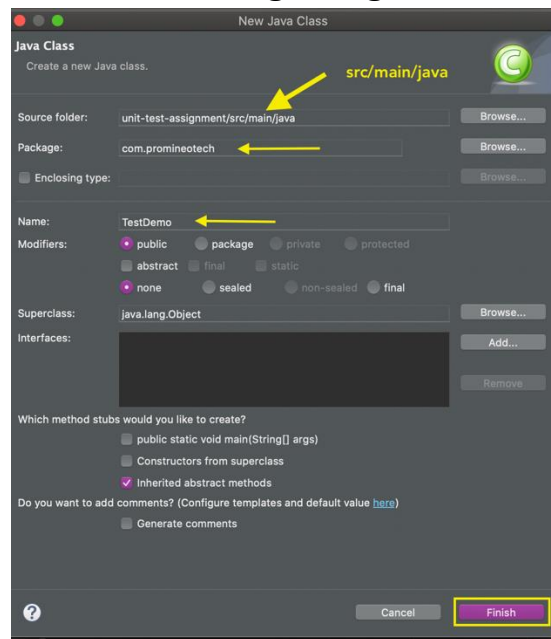 New Java Class
Java Class
Create a new Java class.
src/main/java
Source folder: unit-test-assignment/src/main/java Browse...
Package: com.promineotech Browse...
Enclosing type: Browse...
Name: TestDemo
Modifiers: public package private protected
abstract final static
none sealed non-sealed final
Superclass: java.lang.Object Browse...
Interfaces: Add...
Remove
Which method stubs would you like to create?
public static void main(String[] args)
Constructors from superclass
Inherited abstract methods
Do you want to add comments? (Configure templates and default value here)
Generate comments
? Cancel Finish